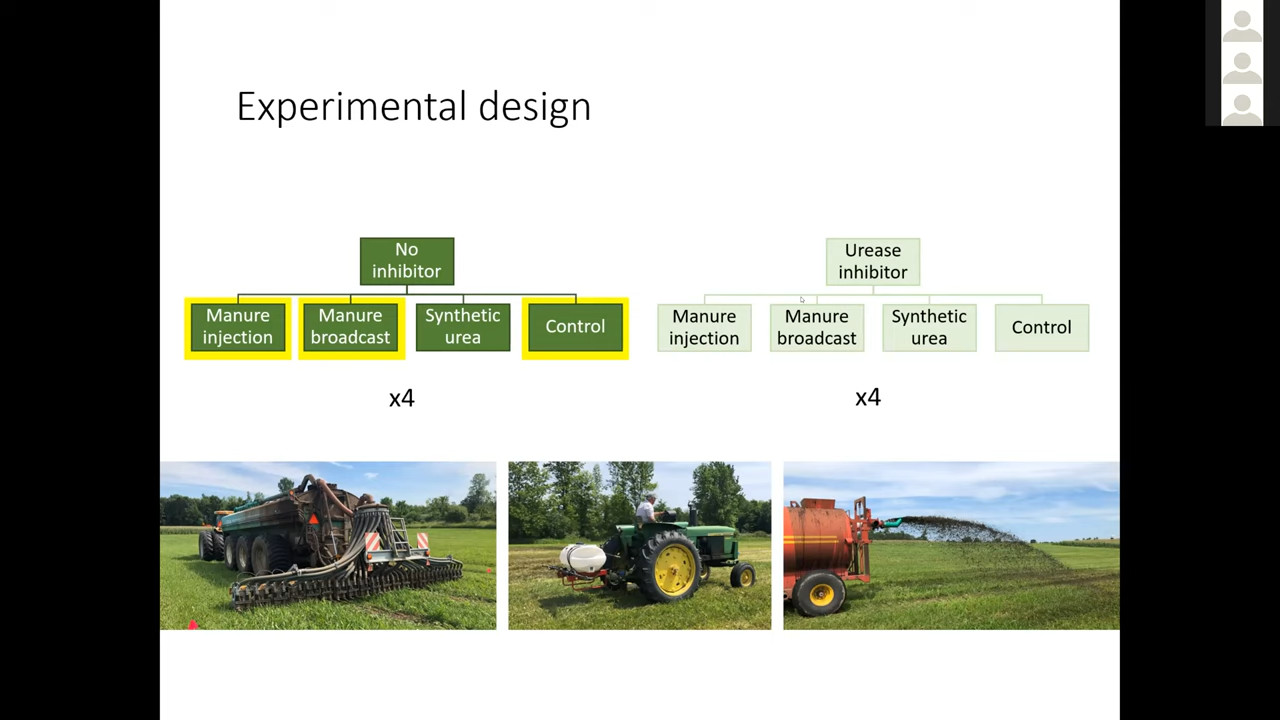 Experimental design
No
inhibitor
Manure
injection
Manure
broadcast
Synthetic
urea
Control
x4
Urease
inhibitor
Manure
injection
Manure
broadcast
Synthetic
urea
Control
x4